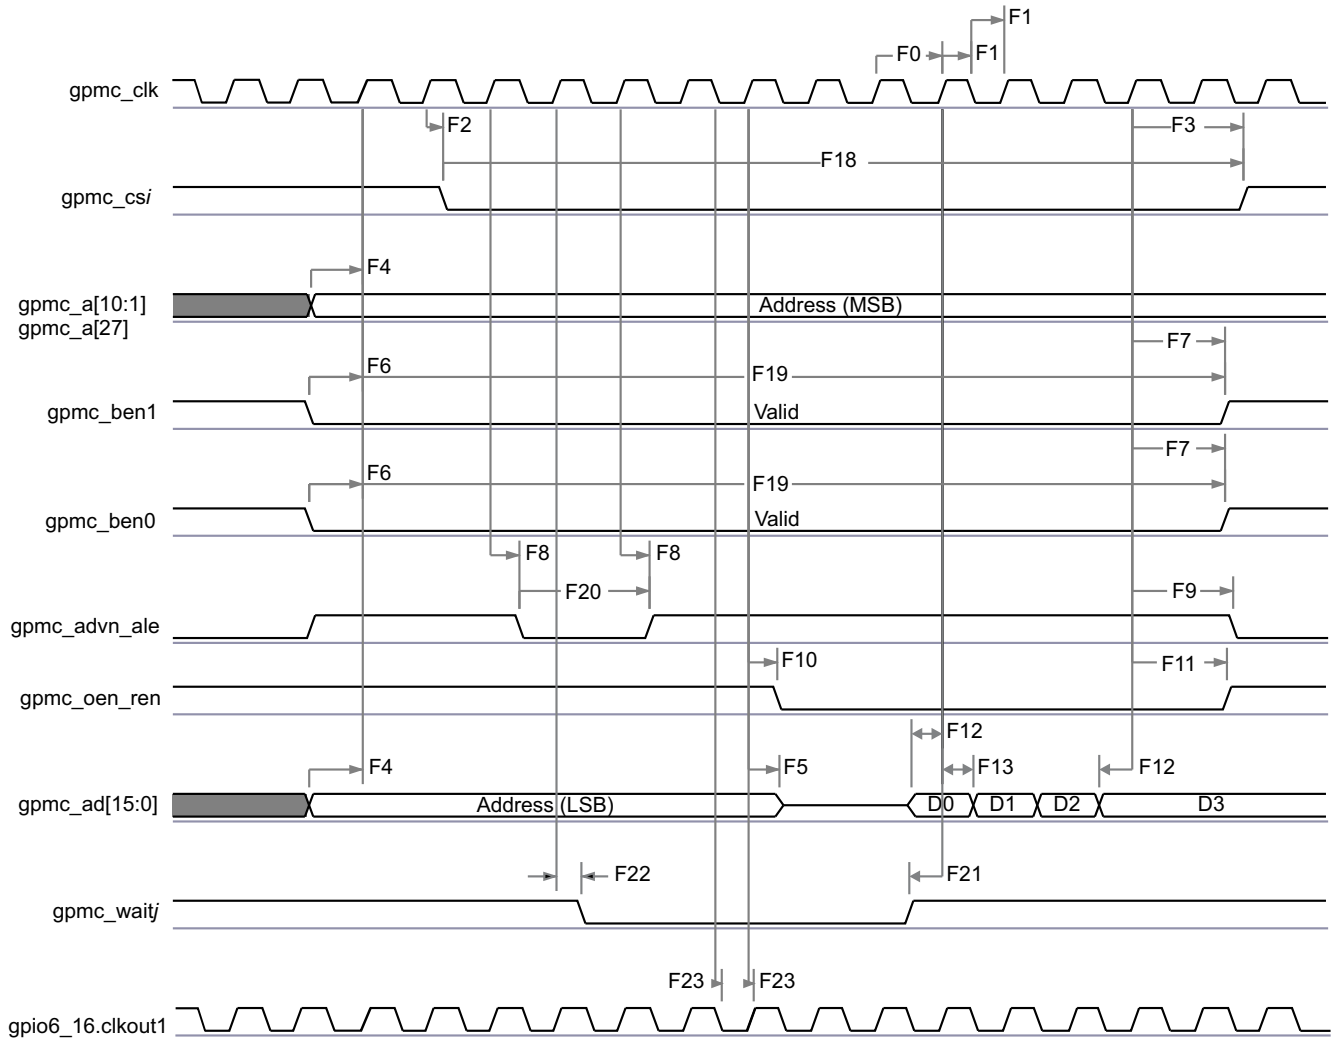 F1
F0 F1
gpmc_clk
F2 F3
F18
gpmc_csi
F4
gpmc_a[10:1] Address (MSB)
gpmc_a[27]
F7
F6 F19
gpmc_ben1 Valid
F7
F6 F19
gpmc_ben0 Valid
F8 F8
F20 F9
gpmc_advn_ale
F10 F11
gpmc_oen_ren
F12
F4 F5 F13 F12
gpmc_ad[15:0] Address (LSB) D0 D1 D2 D3
F22 F21
gpmc_waitj
F23 F23
gpio6_16.clkout1